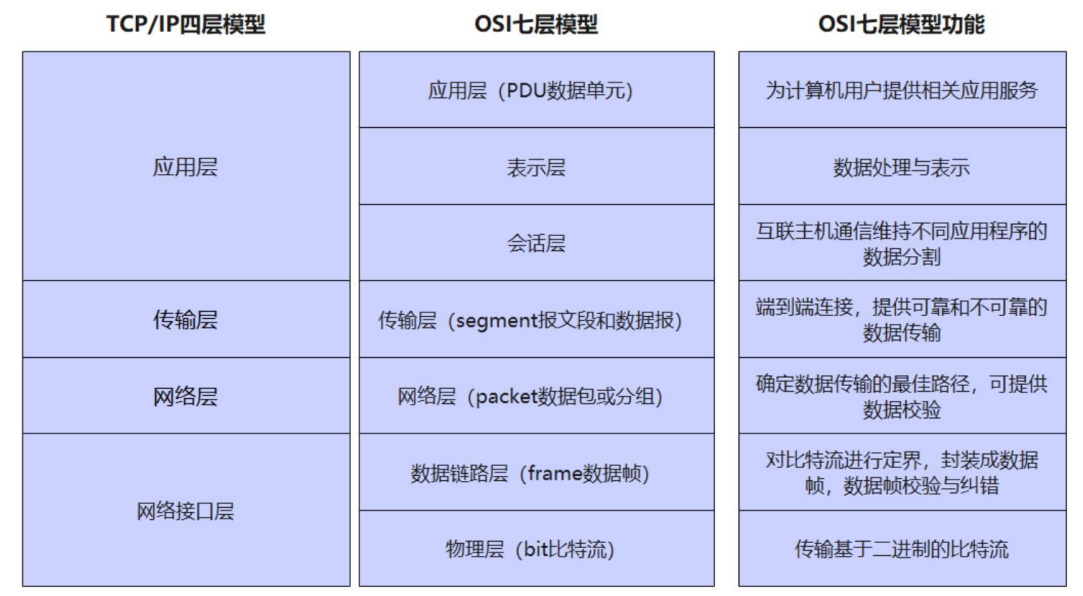 TCP/IP四层模型
OSI七层模型
OSI七层模型功能
应用层
应用层（PDU数据单元）
为计算机用户提供相关应用服务
表示层
数据处理与表示
会话层
互联主机通信维持不同应用程序的
数据分割
传输层
传输层（segment报文段和数据报）
端到端连接，提供可靠和不可靠的
数据传输
网络层
网络层（packet数据包或分组）
确定数据传输的最佳路径，可提供
数据校验
网络接口层
数据链路层（frame数据帧）
对比特流进行定界，封装成数据
帧，数据帧校验与纠错
物理层（bit比特流）
传输基于二进制的比特流